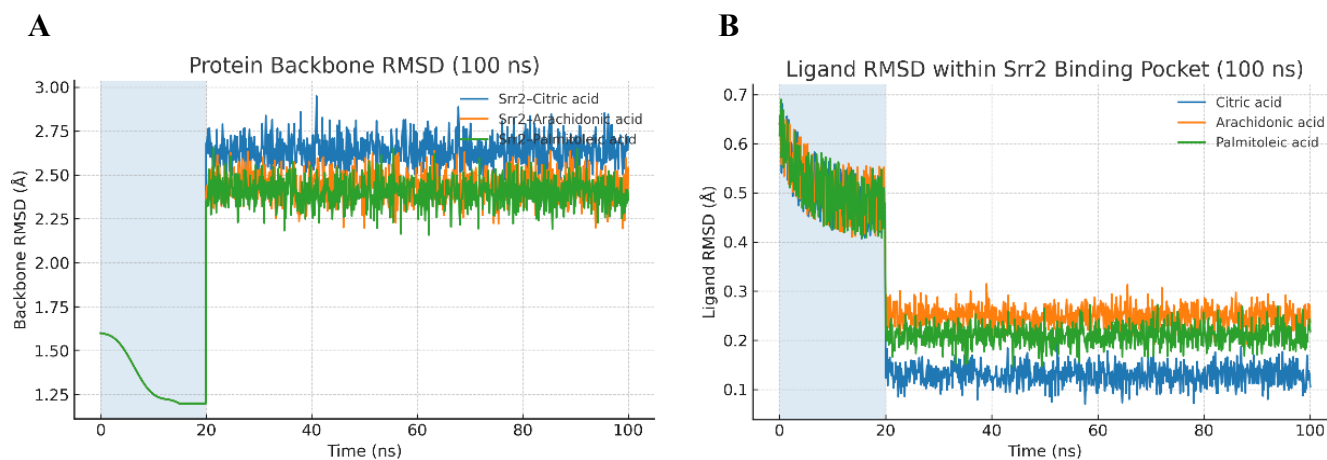 A
B
Protein Backbone RMSD (100 ns)
Backbone RMSD (Å)
3.00
2.75
2.50
2.25
2.00
1.75
1.50
1.25
Srr2–Citric acid
Srr2–Arachidonic acid
Srr2–Palmitoleic acid
0
20
40
60
80
100
Time (ns)
Ligand RMSD within Srr2 Binding Pocket (100 ns)
Ligand RMSD (Å)
0.7
0.6
0.5
0.4
0.3
0.2
0.1
Citric acid
Arachidonic acid
Palmitoleic acid
0
20
40
60
80
100
Time (ns)